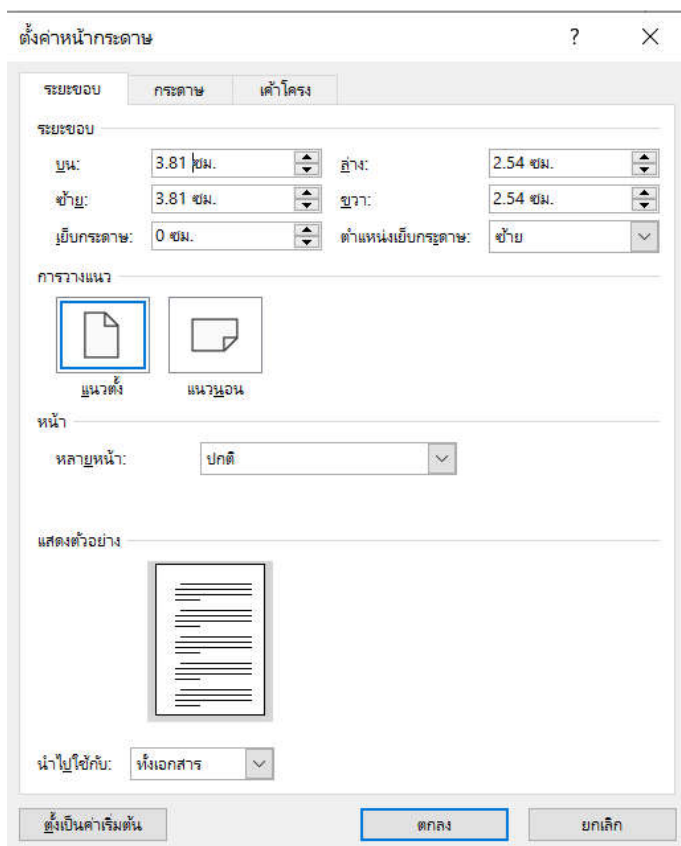 ตั้งค่าหน้ากระดาษ ? ×
ระยะขอบ กระดาษ เค้าโครง
ระยะขอบ
บน: 3.81 ซม. ล่าง: 2.54 ซม.
ซ้าย: 3.81 ซม. ขวา: 2.54 ซม.
เย็บกระดาษ: 0 ซม. ตำแหน่งเย็บกระดาษ: ซ้าย
การวางแนว
แนวตั้ง แนวนอน
หน้า
หลายหน้า: ปกติ
แสดงตัวอย่าง
นำไปใช้กับ: ทั้งเอกสาร
ตั้งเป็นค่าเริ่มต้น ตกลง ยกเลิก